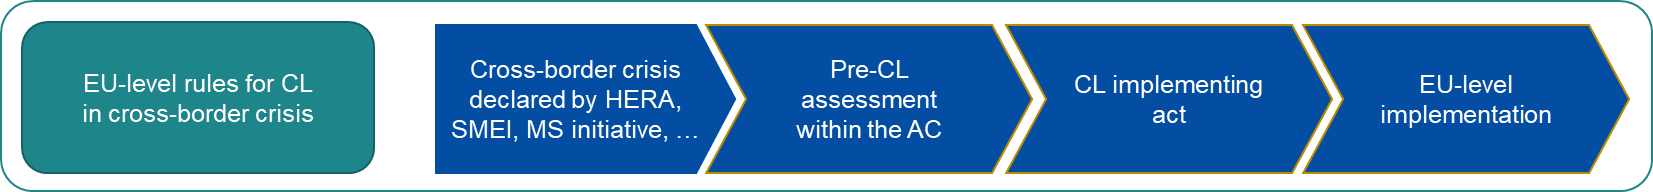 EU-level rules for CL
in cross-border crisis
Cross-border crisis
declared by HERA,
SMEI, MS initiative, …
Pre-CL
assessment
within the AC
CL implementing
act
EU-level
implementation